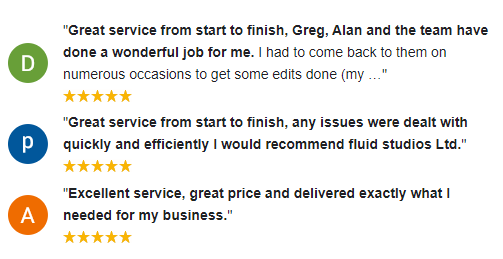 "Great service from start to finish, Greg, Alan and the team have
done a wonderful job for me. I had to come back to them on
D
numerous occasions to get some edits done (my …"
★★★★★
"Great service from start to finish, any issues were dealt with
p
quickly and efficiently I would recommend fluid studios Ltd."
★★★★★
"Excellent service, great price and delivered exactly what I
A
needed for my business."
★★★★★